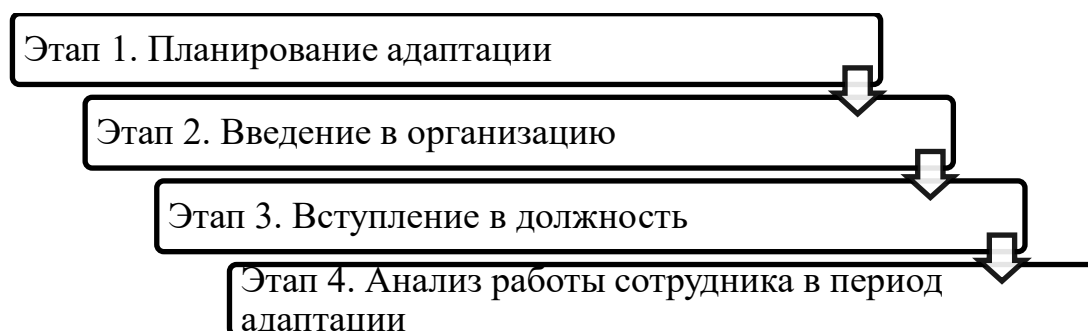 Этап 1. Планирование адаптации
Этап 2. Введение в организацию
Этап 3. Вступление в должность
Этап 4. Анализ работы сотрудника в период
адаптации